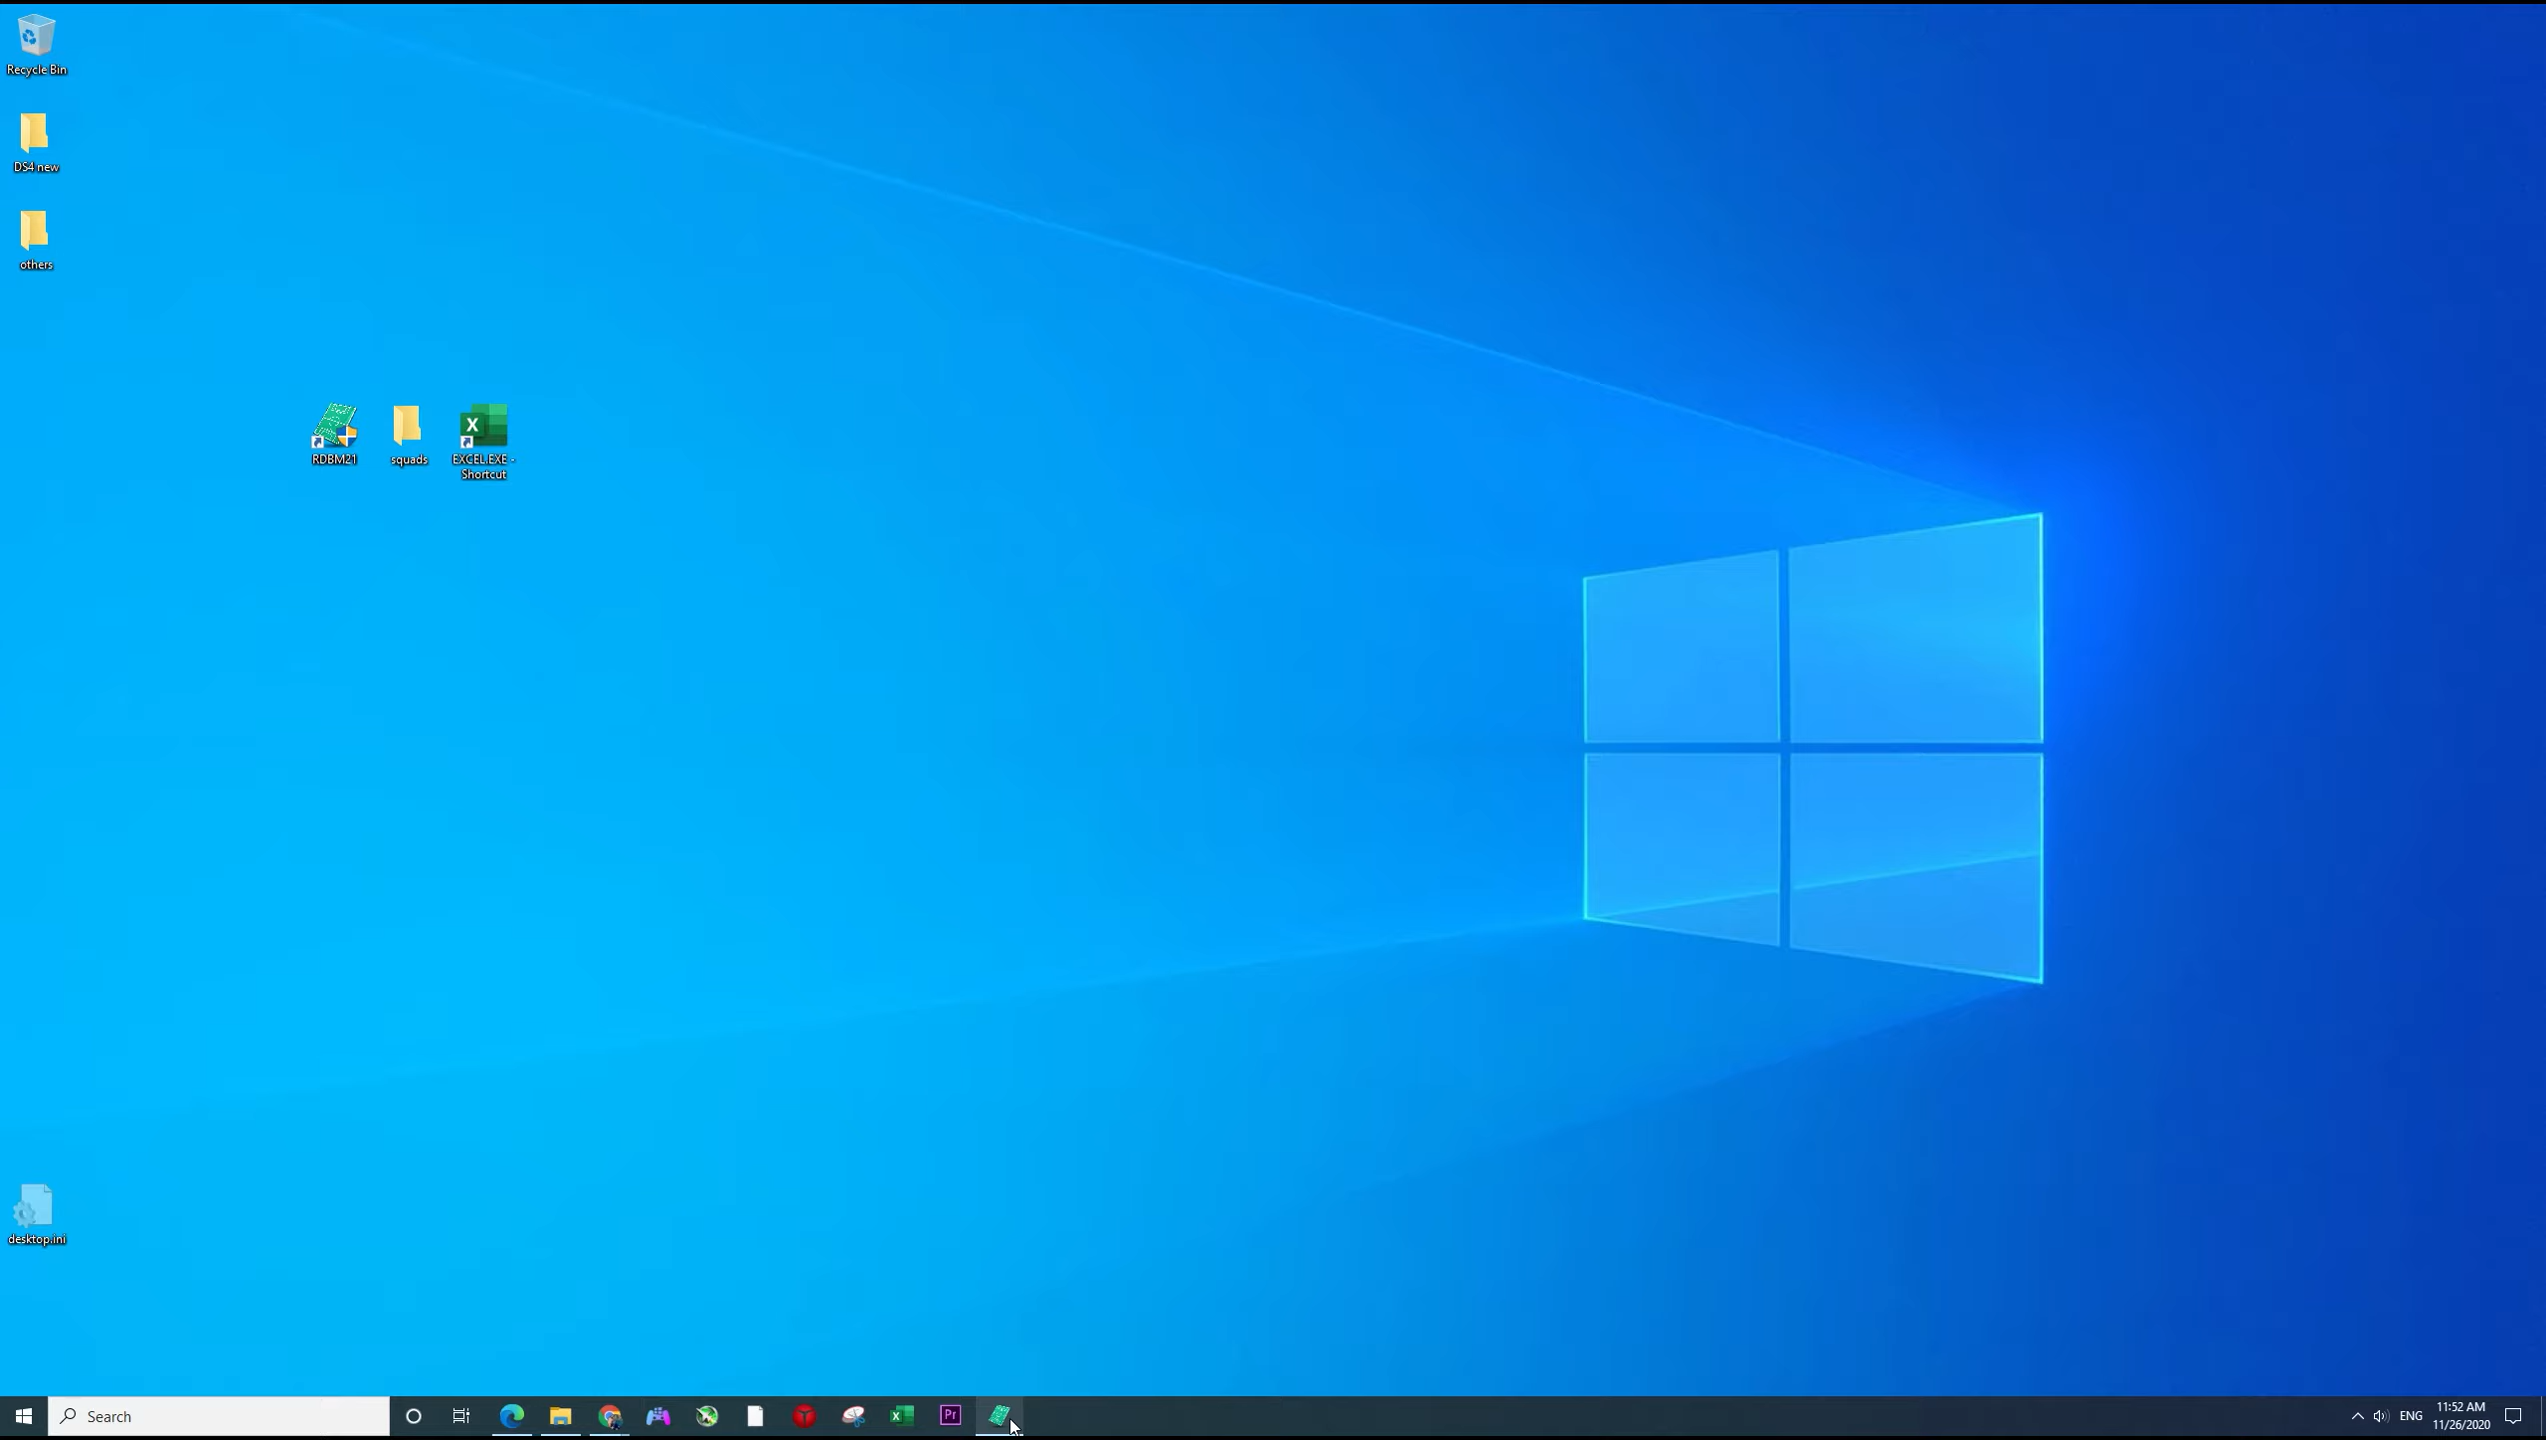 Recycle Bin
DS4 new
others
RDBM21
squads
EXCEL.EXE -
Shortcut
desktop.ini
Search
Pr
ENG
11:52 AM
11/26/2020